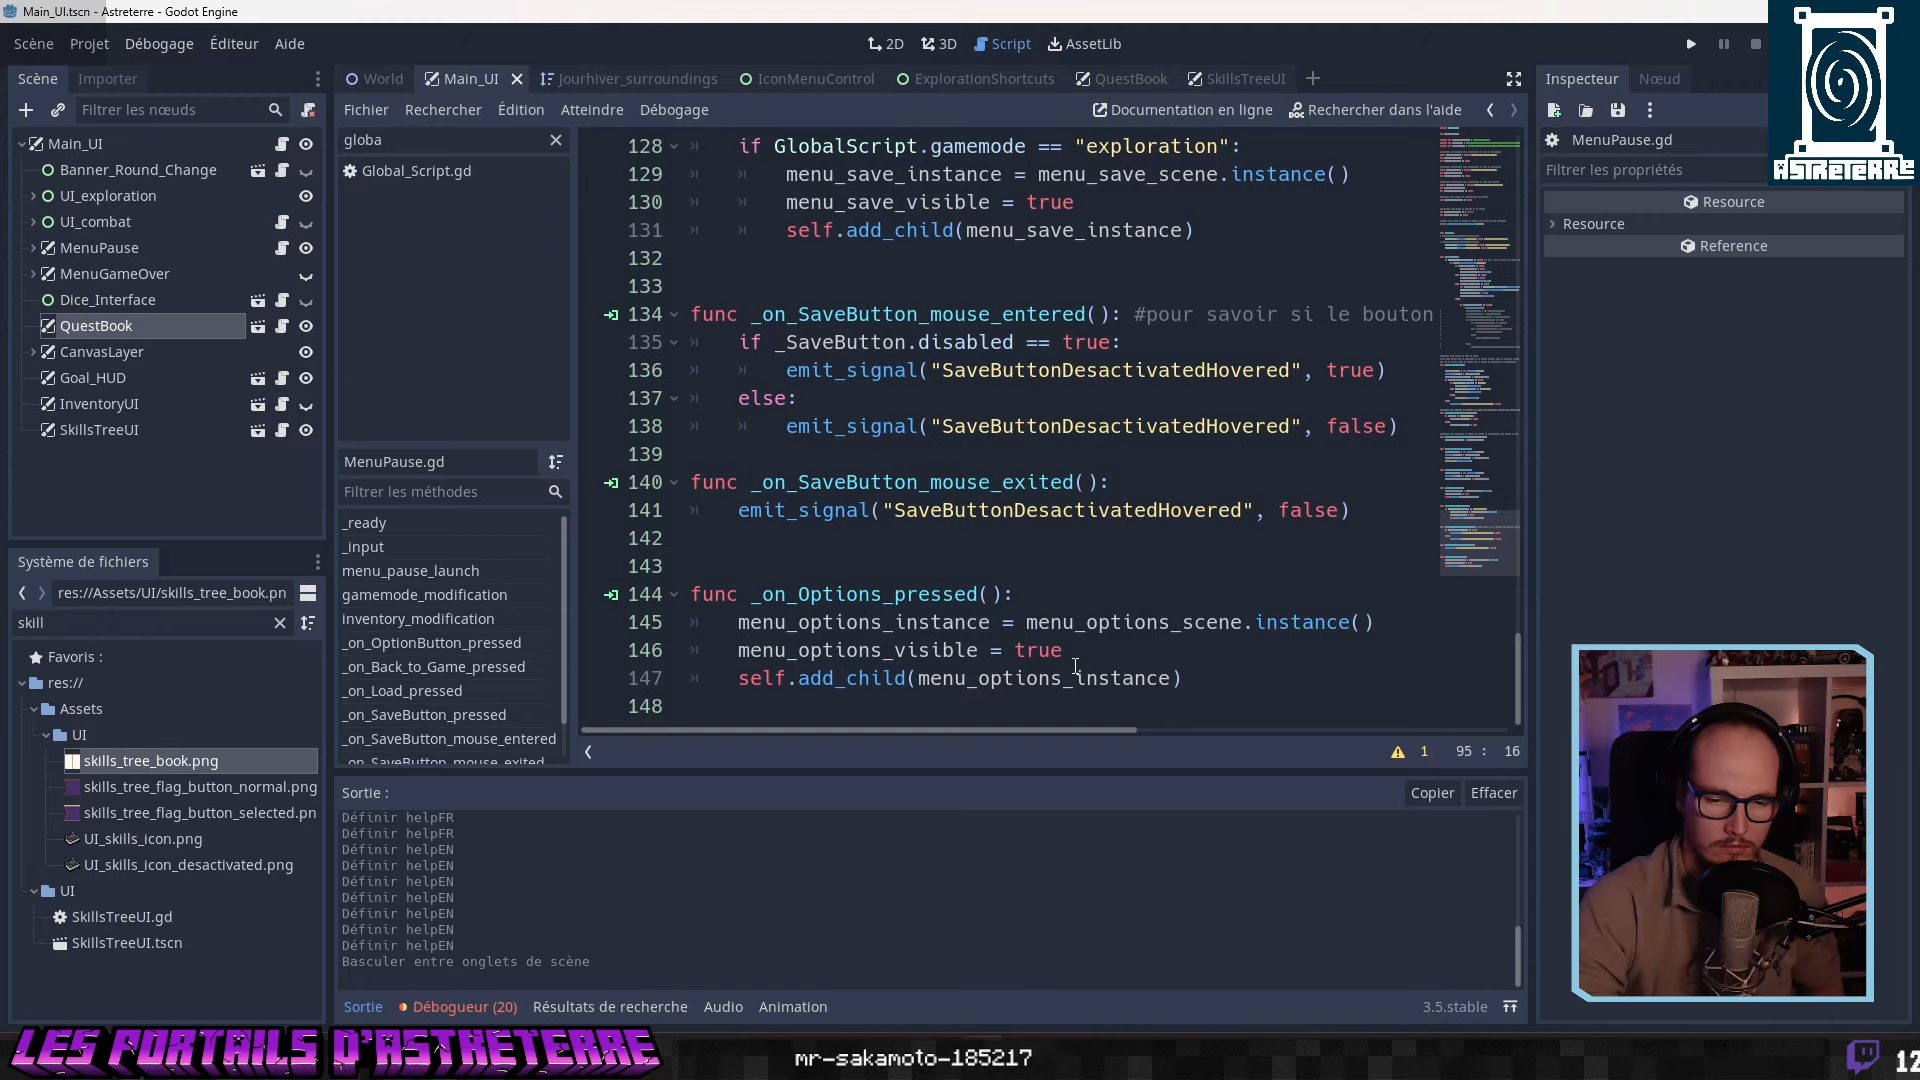 Main_UI.tscn - Astreterre - Godot Engine
Scène Projet Débogage Éditeur Aide
2D 3D Script AssetLib
ASTRETERRE
Scène Importer
World Main_UI Jourhiver_surroundings IconMenuControl ExplorationShortcuts QuestBook SkillsTreeUI
Inspecteur Nœud
Filtrer les nœuds
Fichier Rechercher Édition Atteindre Débogage
Documentation en ligne Rechercher dans l'aide
MenuPause.gd
Filtrer les propriétés
Resource
Resource
Reference
Main_UI
Banner_Round_Change
UI_exploration
UI_combat
MenuPause
MenuGameOver
Dice_Interface
QuestBook
CanvasLayer
Goal_HUD
InventoryUI
SkillsTreeUI
globa
Global_Script.gd
MenuPause.gd
Filtrer les méthodes
_ready
_input
menu_pause_launch
gamemode_modification
inventory_modification
_on_OptionButton_pressed
_on_Back_to_Game_pressed
_on_Load_pressed
_on_SaveButton_pressed
_on_SaveButton_mouse_entered
_on_SaveButton_mouse_exited
128 if GlobalScript.gamemode == "exploration":
129 menu_save_instance = menu_save_scene.instance()
130 menu_save_visible = true
131 self.add_child(menu_save_instance)
132
133
134 func _on_SaveButton_mouse_entered(): #pour savoir si le bouton
135 if _SaveButton.disabled == true:
136 emit_signal("SaveButtonDesactivatedHovered", true)
137 else:
138 emit_signal("SaveButtonDesactivatedHovered", false)
139
140 func _on_SaveButton_mouse_exited():
141 emit_signal("SaveButtonDesactivatedHovered", false)
142
143
144 func _on_Options_pressed():
145 menu_options_instance = menu_options_scene.instance()
146 menu_options_visible = true
147 self.add_child(menu_options_instance)
148
1 95 : 16
Système de fichiers
res://Assets/UI/skills_tree_book.pn
skill
Favoris :
res://
Assets
UI
skills_tree_book.png
skills_tree_flag_button_normal.png
skills_tree_flag_button_selected.pn
UI_skills_icon.png
UI_skills_icon_desactivated.png
UI
SkillsTreeUI.gd
SkillsTreeUI.tscn
Sortie :
Copier Effacer
Définir helpFR
Définir helpFR
Définir helpEN
Définir helpEN
Définir helpEN
Définir helpEN
Définir helpEN
Définir helpEN
Définir helpEN
Basculer entre onglets de scène
Sortie Débogueur (20) Résultats de recherche Audio Animation
3.5.stable
LES PORTAILS D'ASTRETERRE
mr-sakamoto-185217
12